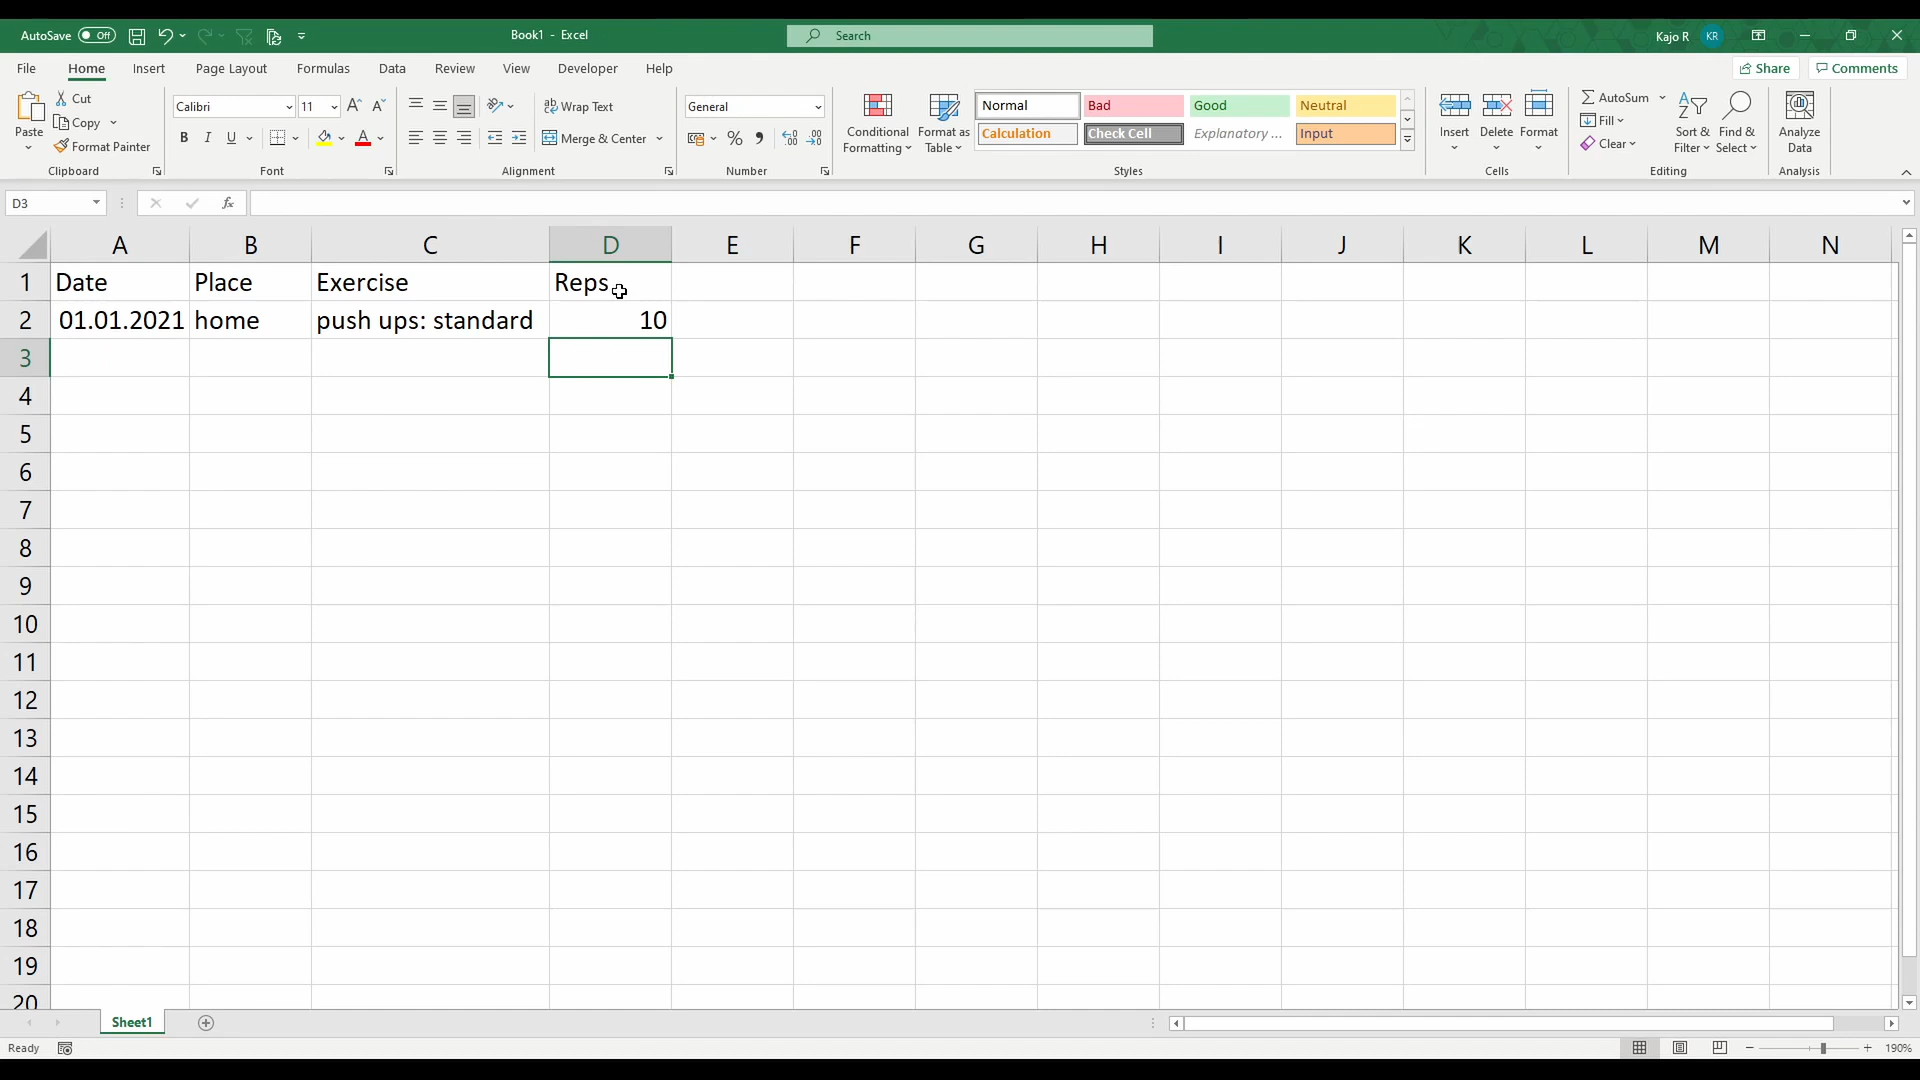 AutoSave Off Book1 - Excel Search Kajo R KR
File Home Insert Page Layout Formulas Data Review View Developer Help Share Comments
Paste Cut Copy Format Painter Clipboard
Calibri 11 B I U Font
Wrap Text Merge & Center Alignment
General % Number
Conditional Formatting Format as Table
Normal Bad Good Neutral
Calculation Check Cell Explanatory ... Input
Styles
Insert Delete Format Cells
AutoSum Fill Clear Sort & Filter Find & Select Editing
Analyze Data Analysis
D3 fx
A B C D E F G H I J K L M N
1 Date Place Exercise Reps
2 01.01.2021 home push ups: standard 10
3
4
5
6
7
8
9
10
11
12
13
14
15
16
17
18
19
20
Sheet1
Ready 190%